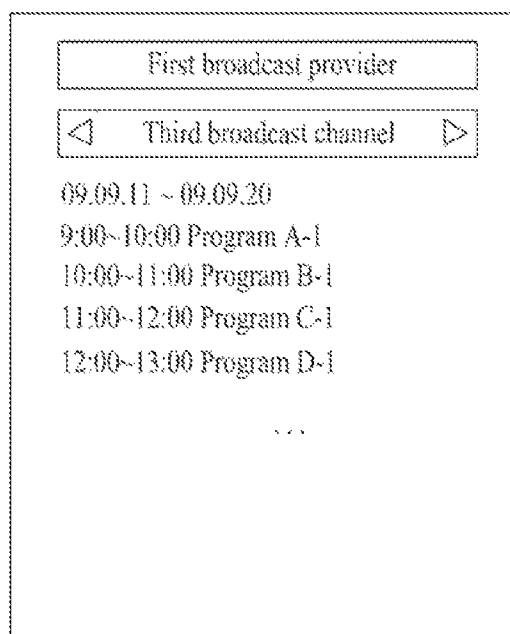 First broadcast provider
Third broadcast channel
09.09.11 ~ 09.09.20
9:00~10:00 Program A-1
10:00~11:00 Program B-1
11:00~12:00 Program C-1
12:00~13:00 Program D-1
...